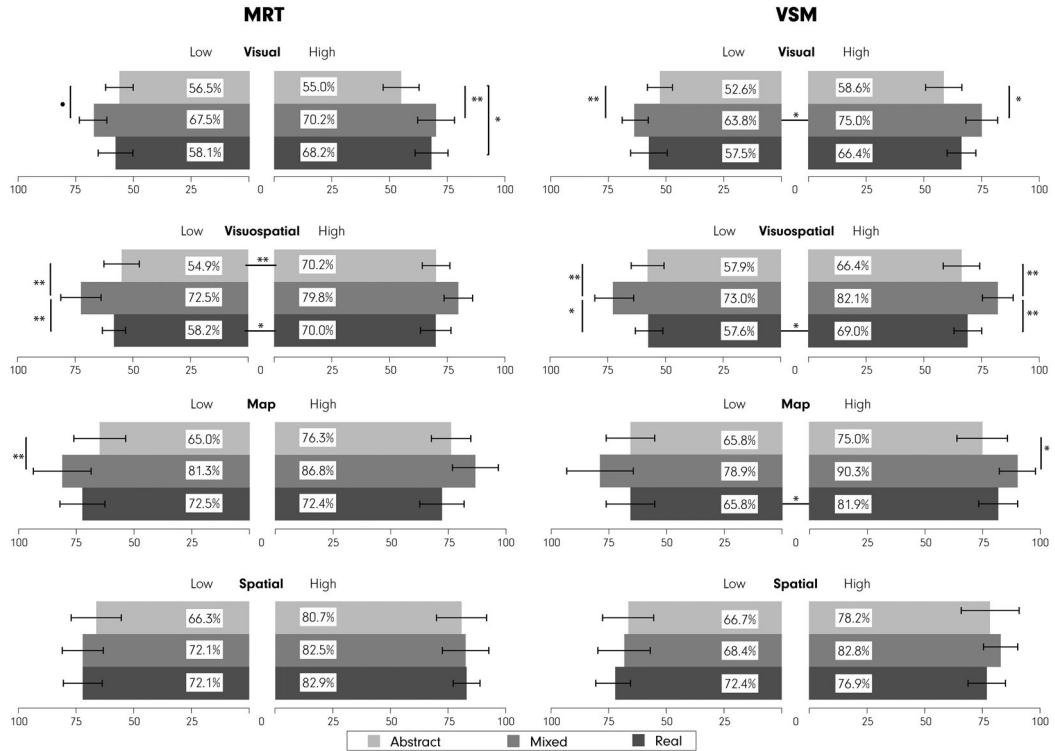 MRT VSM
Low Visual High Low Visual High
56.5% 55.0% 52.6% 58.6%
• ** ** *
67.5% 70.2% 63.8% * 75.0%
*
58.1% 68.2% 57.5% 66.4%
100 75 50 25 0 25 50 75 100 100 75 50 25 0 25 50 75 100
Low Visuospatial High Low Visuospatial High
54.9% ** 70.2% 57.9% 66.4%
** ** **
72.5% 79.8% 73.0% 82.1%
** * **
58.2% * 70.0% 57.6% * 69.0%
100 75 50 25 0 25 50 75 100 100 75 50 25 0 25 50 75 100
Low Map High Low Map High
65.0% 76.3% 65.8% 75.0%
** *
81.3% 86.8% 78.9% 90.3%
72.5% 72.4% 65.8% * 81.9%
100 75 50 25 0 25 50 75 100 100 75 50 25 0 25 50 75 100
Low Spatial High Low Spatial High
66.3% 80.7% 66.7% 78.2%
72.1% 82.5% 68.4% 82.8%
72.1% 82.9% 72.4% 76.9%
100 75 50 25 0 25 50 75 100 100 75 50 25 0 25 50 75 100
Abstract Mixed Real